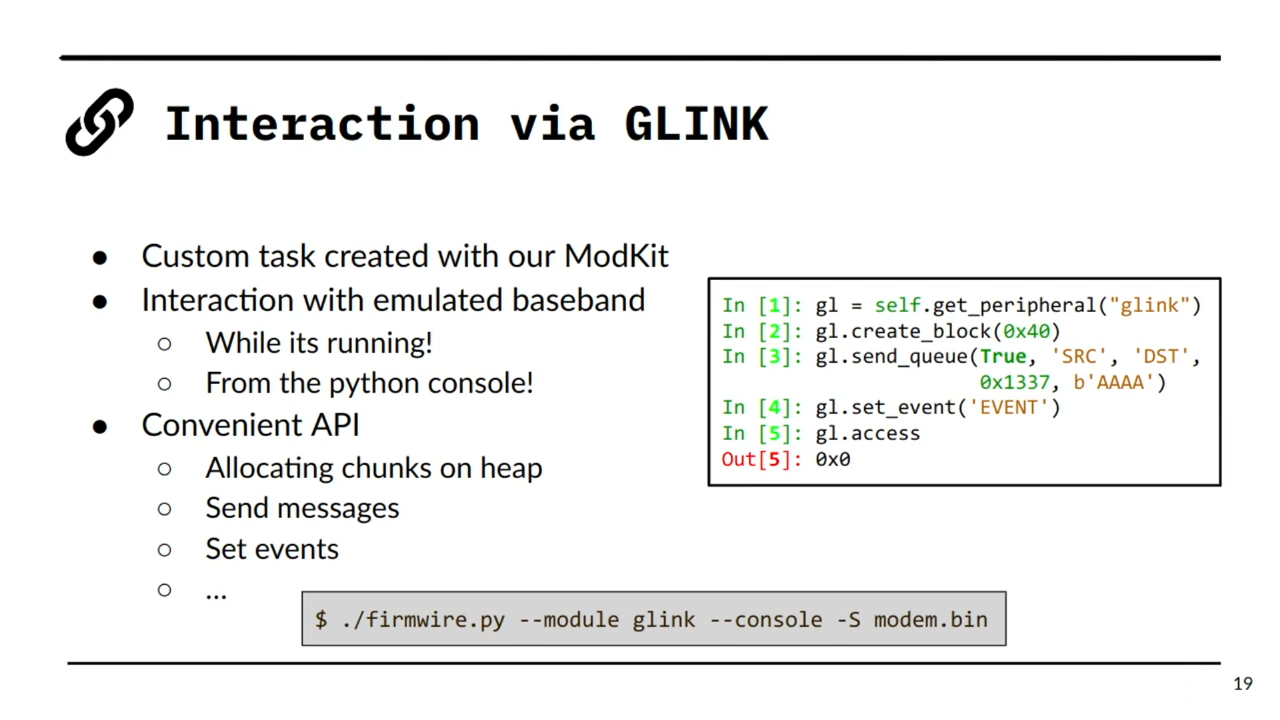 Interaction via GLINK
● Custom task created with our ModKit
● Interaction with emulated baseband
○ While its running!
○ From the python console!
● Convenient API
○ Allocating chunks on heap
○ Send messages
○ Set events
○ ...
In [1]: gl = self.get_peripheral("glink")
In [2]: gl.create_block(0x40)
In [3]: gl.send_queue(True, 'SRC', 'DST',
0x1337, b'AAAA')
In [4]: gl.set_event('EVENT')
In [5]: gl.access
Out[5]: 0x0
$ ./firmwire.py --module glink --console -S modem.bin
19